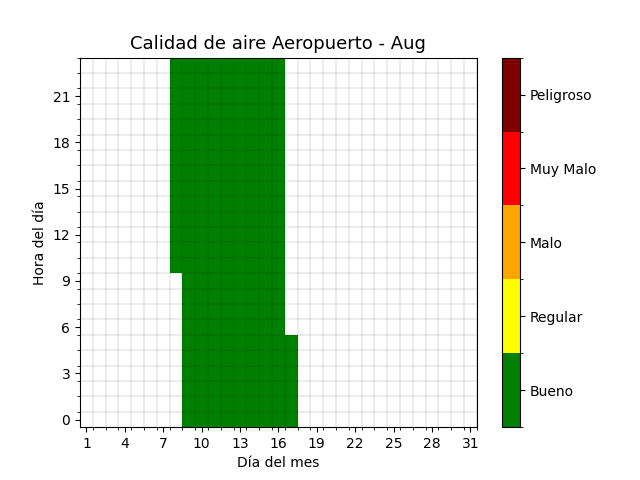 Calidad de aire Aeropuerto - Aug
Hora del día
21
18
15
12
9
6
3
0
1 4 7 10 13 16 19 22 25 28 31
Día del mes
Peligroso
Muy Malo
Malo
Regular
Bueno